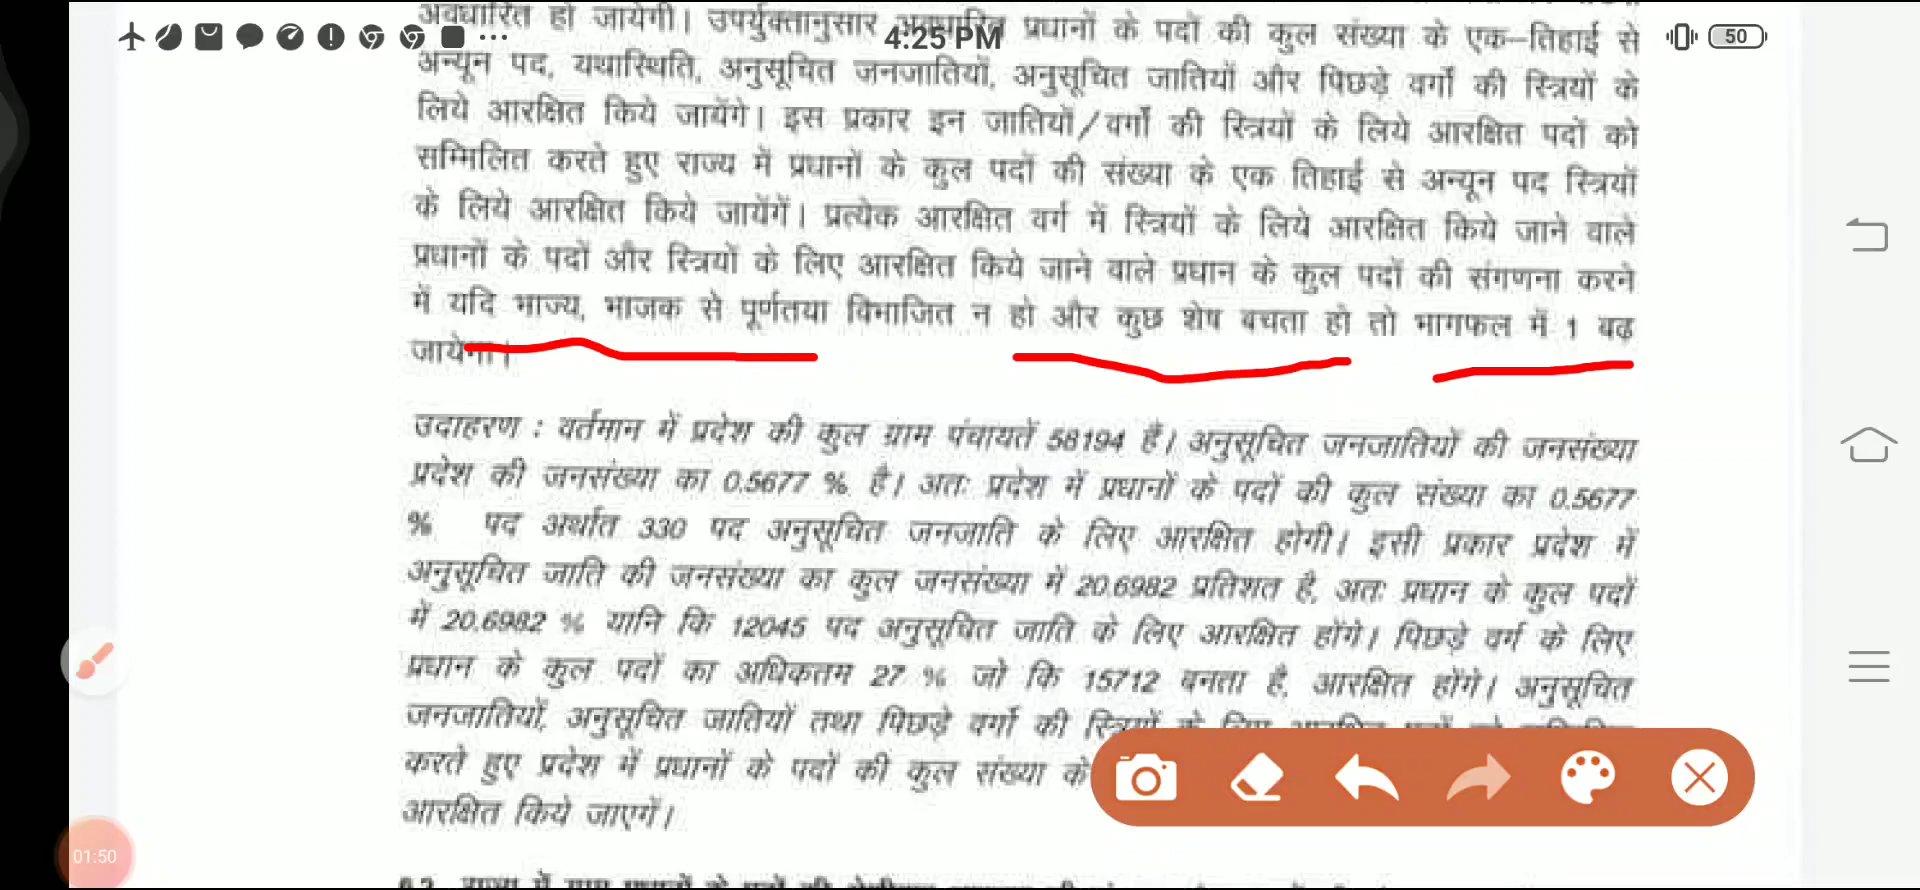 अवधारित हो जायेगी। उपर्युक्तानुसार अवधारित प्रधानों के पदों की कुल संख्या के एक–तिहाई से
4:25 PM
50
अन्यून पद, यथास्थिति, अनुसूचित जनजातियों, अनुसूचित जातियों और पिछड़े वर्गों की स्त्रियों के
लिये आरक्षित किये जायेंगे। इस प्रकार इन जातियों/वर्गों की स्त्रियों के लिये आरक्षित पदों को
सम्मिलित करते हुए राज्य में प्रधानों के कुल पदों की संख्या के एक तिहाई से अन्यून पद स्त्रियों
के लिये आरक्षित किये जायेंगें। प्रत्येक आरक्षित वर्ग में स्त्रियों के लिये आरक्षित किये जाने वाले
प्रधानों के पदों और स्त्रियों के लिए आरक्षित किये जाने वाले प्रधान के कुल पदों की संगणना करने
में यदि भाज्य, भाजक से पूर्णतया विभाजित न हो और कुछ शेष बचता हो तो भागफल में 1 बढ़
जायेगा।
उदाहरण : वर्तमान में प्रदेश की कुल ग्राम पंचायतें 58194 हैं। अनुसूचित जनजातियों की जनसंख्या
प्रदेश की जनसंख्या का 0.5677 % है। अतः प्रदेश में प्रधानों के पदों की कुल संख्या का 0.5677
% पद अर्थात 330 पद अनुसूचित जनजाति के लिए आरक्षित होगी। इसी प्रकार प्रदेश में
अनुसूचित जाति की जनसंख्या का कुल जनसंख्या में 20.6982 प्रतिशत है, अतः प्रधान के कुल पदों
में 20.6982 % यानि कि 12045 पद अनुसूचित जाति के लिए आरक्षित होंगे। पिछड़े वर्ग के लिए
प्रधान के कुल पदों का अधिकतम 27 % जो कि 15712 बनता है, आरक्षित होंगे। अनुसूचित
जनजातियों, अनुसूचित जातियों तथा पिछड़े वर्गों की स्त्रियों के लिए
करते हुए प्रदेश में प्रधानों के पदों की कुल संख्या के
आरक्षित किये जाएगें।
01:50